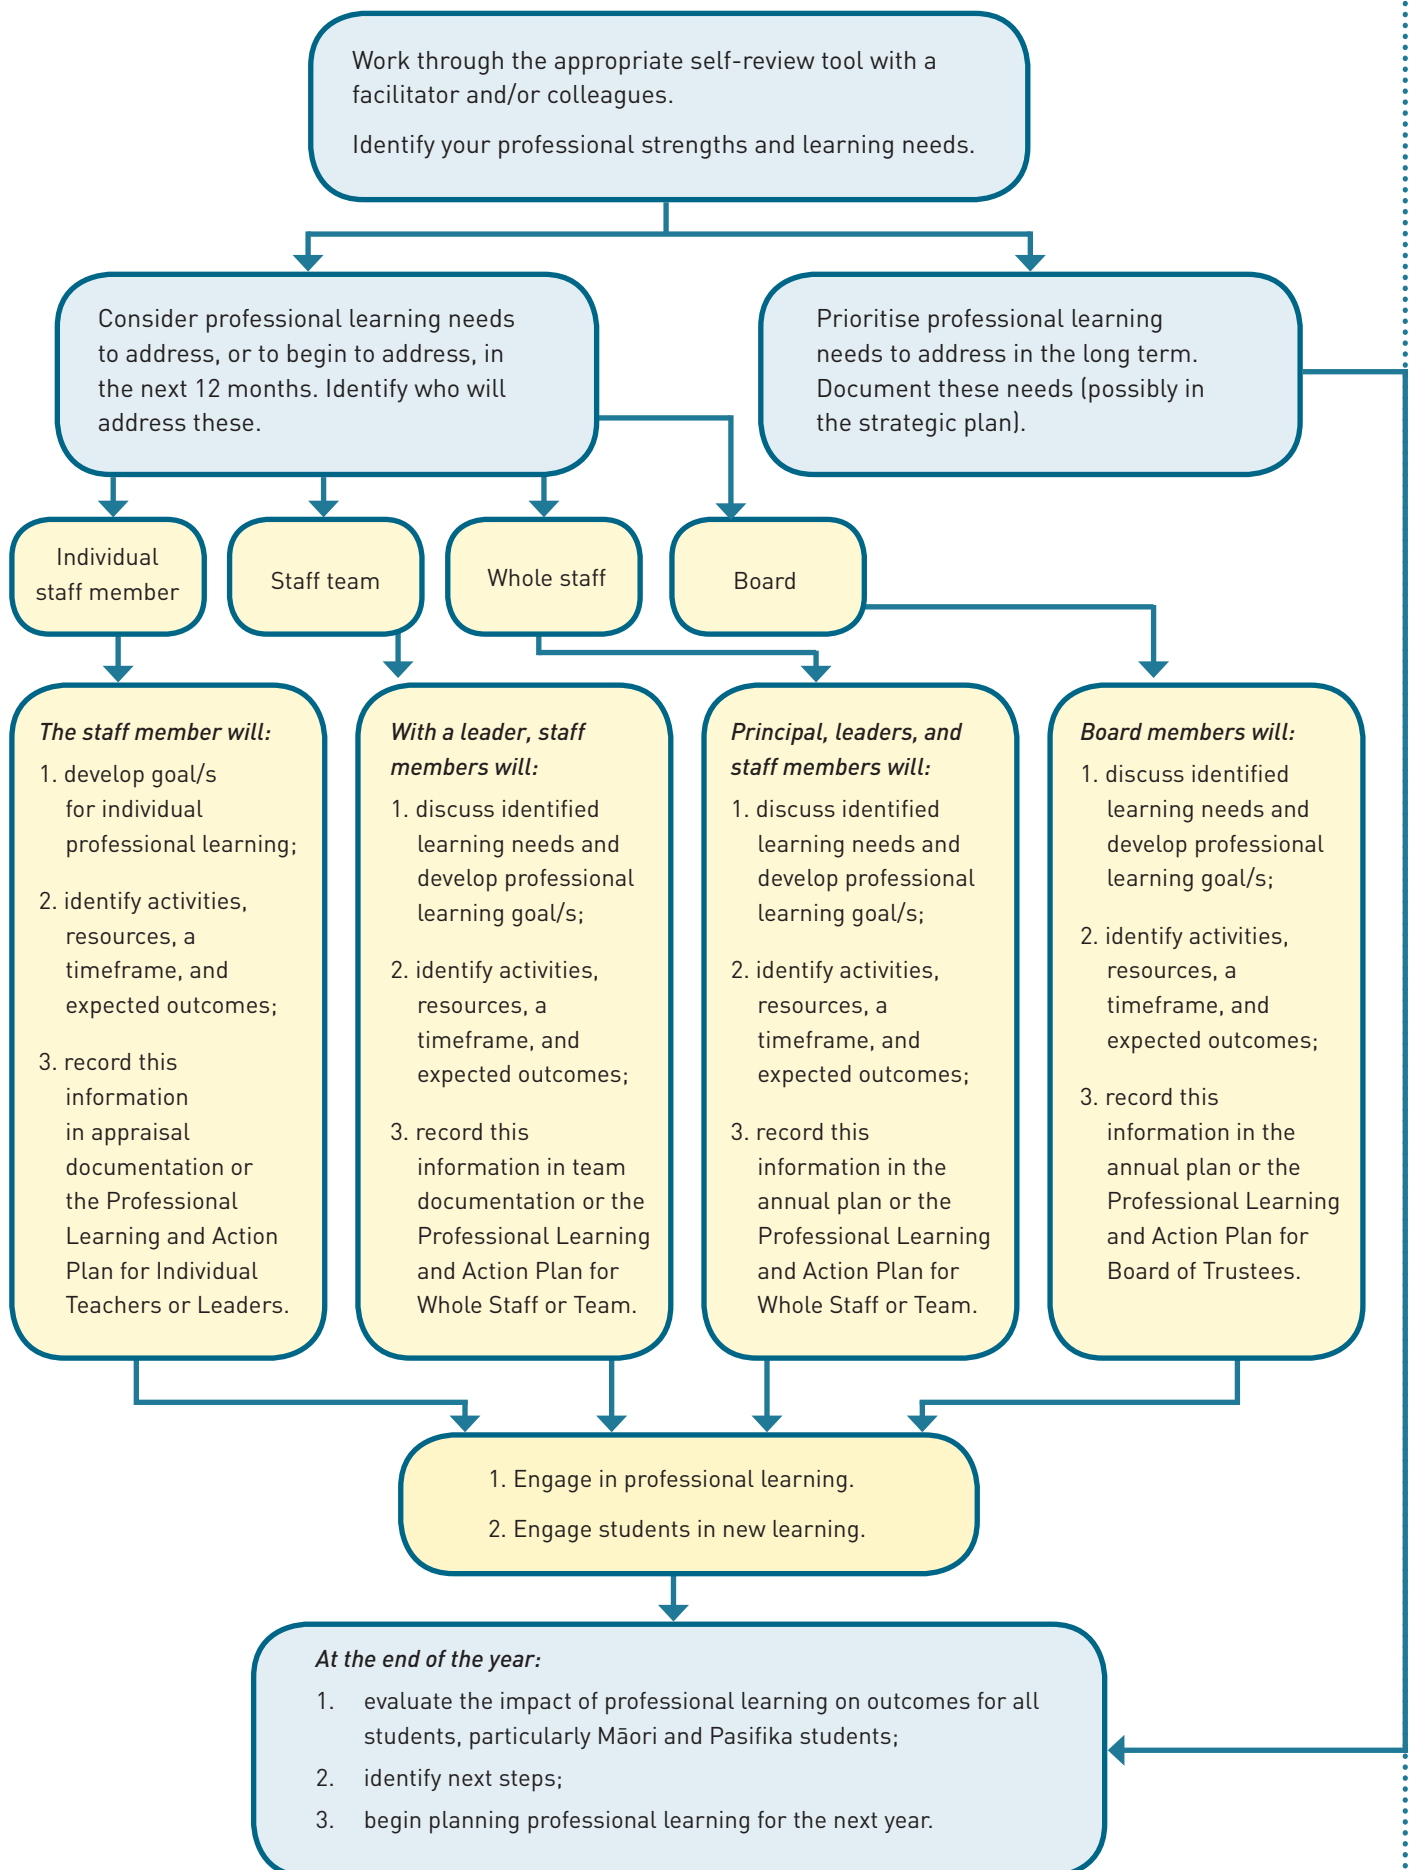 Work through the appropriate self-review tool with a
facilitator and/or colleagues.
Identify your professional strengths and learning needs.
Consider professional learning needs
to address, or to begin to address, in
the next 12 months. Identify who will
address these.
Prioritise professional learning
needs to address in the long term.
Document these needs (possibly in
the strategic plan).
Individual
staff member
Staff team
Whole staff
Board
The staff member will:
1. develop goal/s
for individual
professional learning;
2. identify activities,
resources, a
timeframe, and
expected outcomes;
3. record this
information
in appraisal
documentation or
the Professional
Learning and Action
Plan for Individual
Teachers or Leaders.
With a leader, staff
members will:
1. discuss identified
learning needs and
develop professional
learning goal/s;
2. identify activities,
resources, a
timeframe, and
expected outcomes;
3. record this
information in team
documentation or the
Professional Learning
and Action Plan for
Whole Staff or Team.
Principal, leaders, and
staff members will:
1. discuss identified
learning needs and
develop professional
learning goal/s;
2. identify activities,
resources, a
timeframe, and
expected outcomes;
3. record this
information in the
annual plan or the
Professional Learning
and Action Plan for
Whole Staff or Team.
Board members will:
1. discuss identified
learning needs and
develop professional
learning goal/s;
2. identify activities,
resources, a
timeframe, and
expected outcomes;
3. record this
information in the
annual plan or the
Professional Learning
and Action Plan for
Board of Trustees.
1. Engage in professional learning.
2. Engage students in new learning.
At the end of the year:
1. evaluate the impact of professional learning on outcomes for all
students, particularly Māori and Pasifika students;
2. identify next steps;
3. begin planning professional learning for the next year.